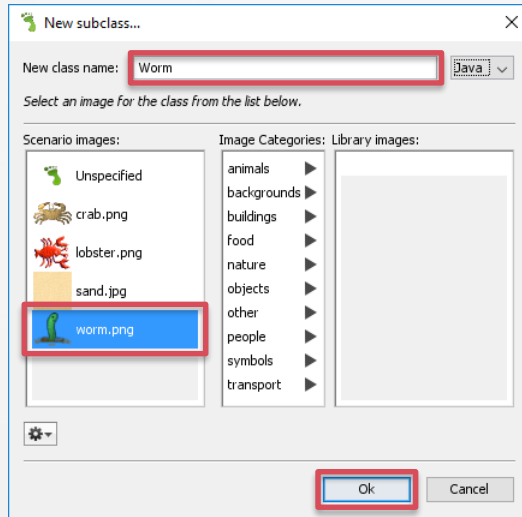 New subclass...
New class name: Worm Java
Select an image for the class from the list below.
Scenario images:
Unspecified
crab.png
lobster.png
sand.jpg
worm.png
Image Categories:
animals
backgrounds
buildings
food
nature
objects
other
people
symbols
transport
Library images:
Ok Cancel